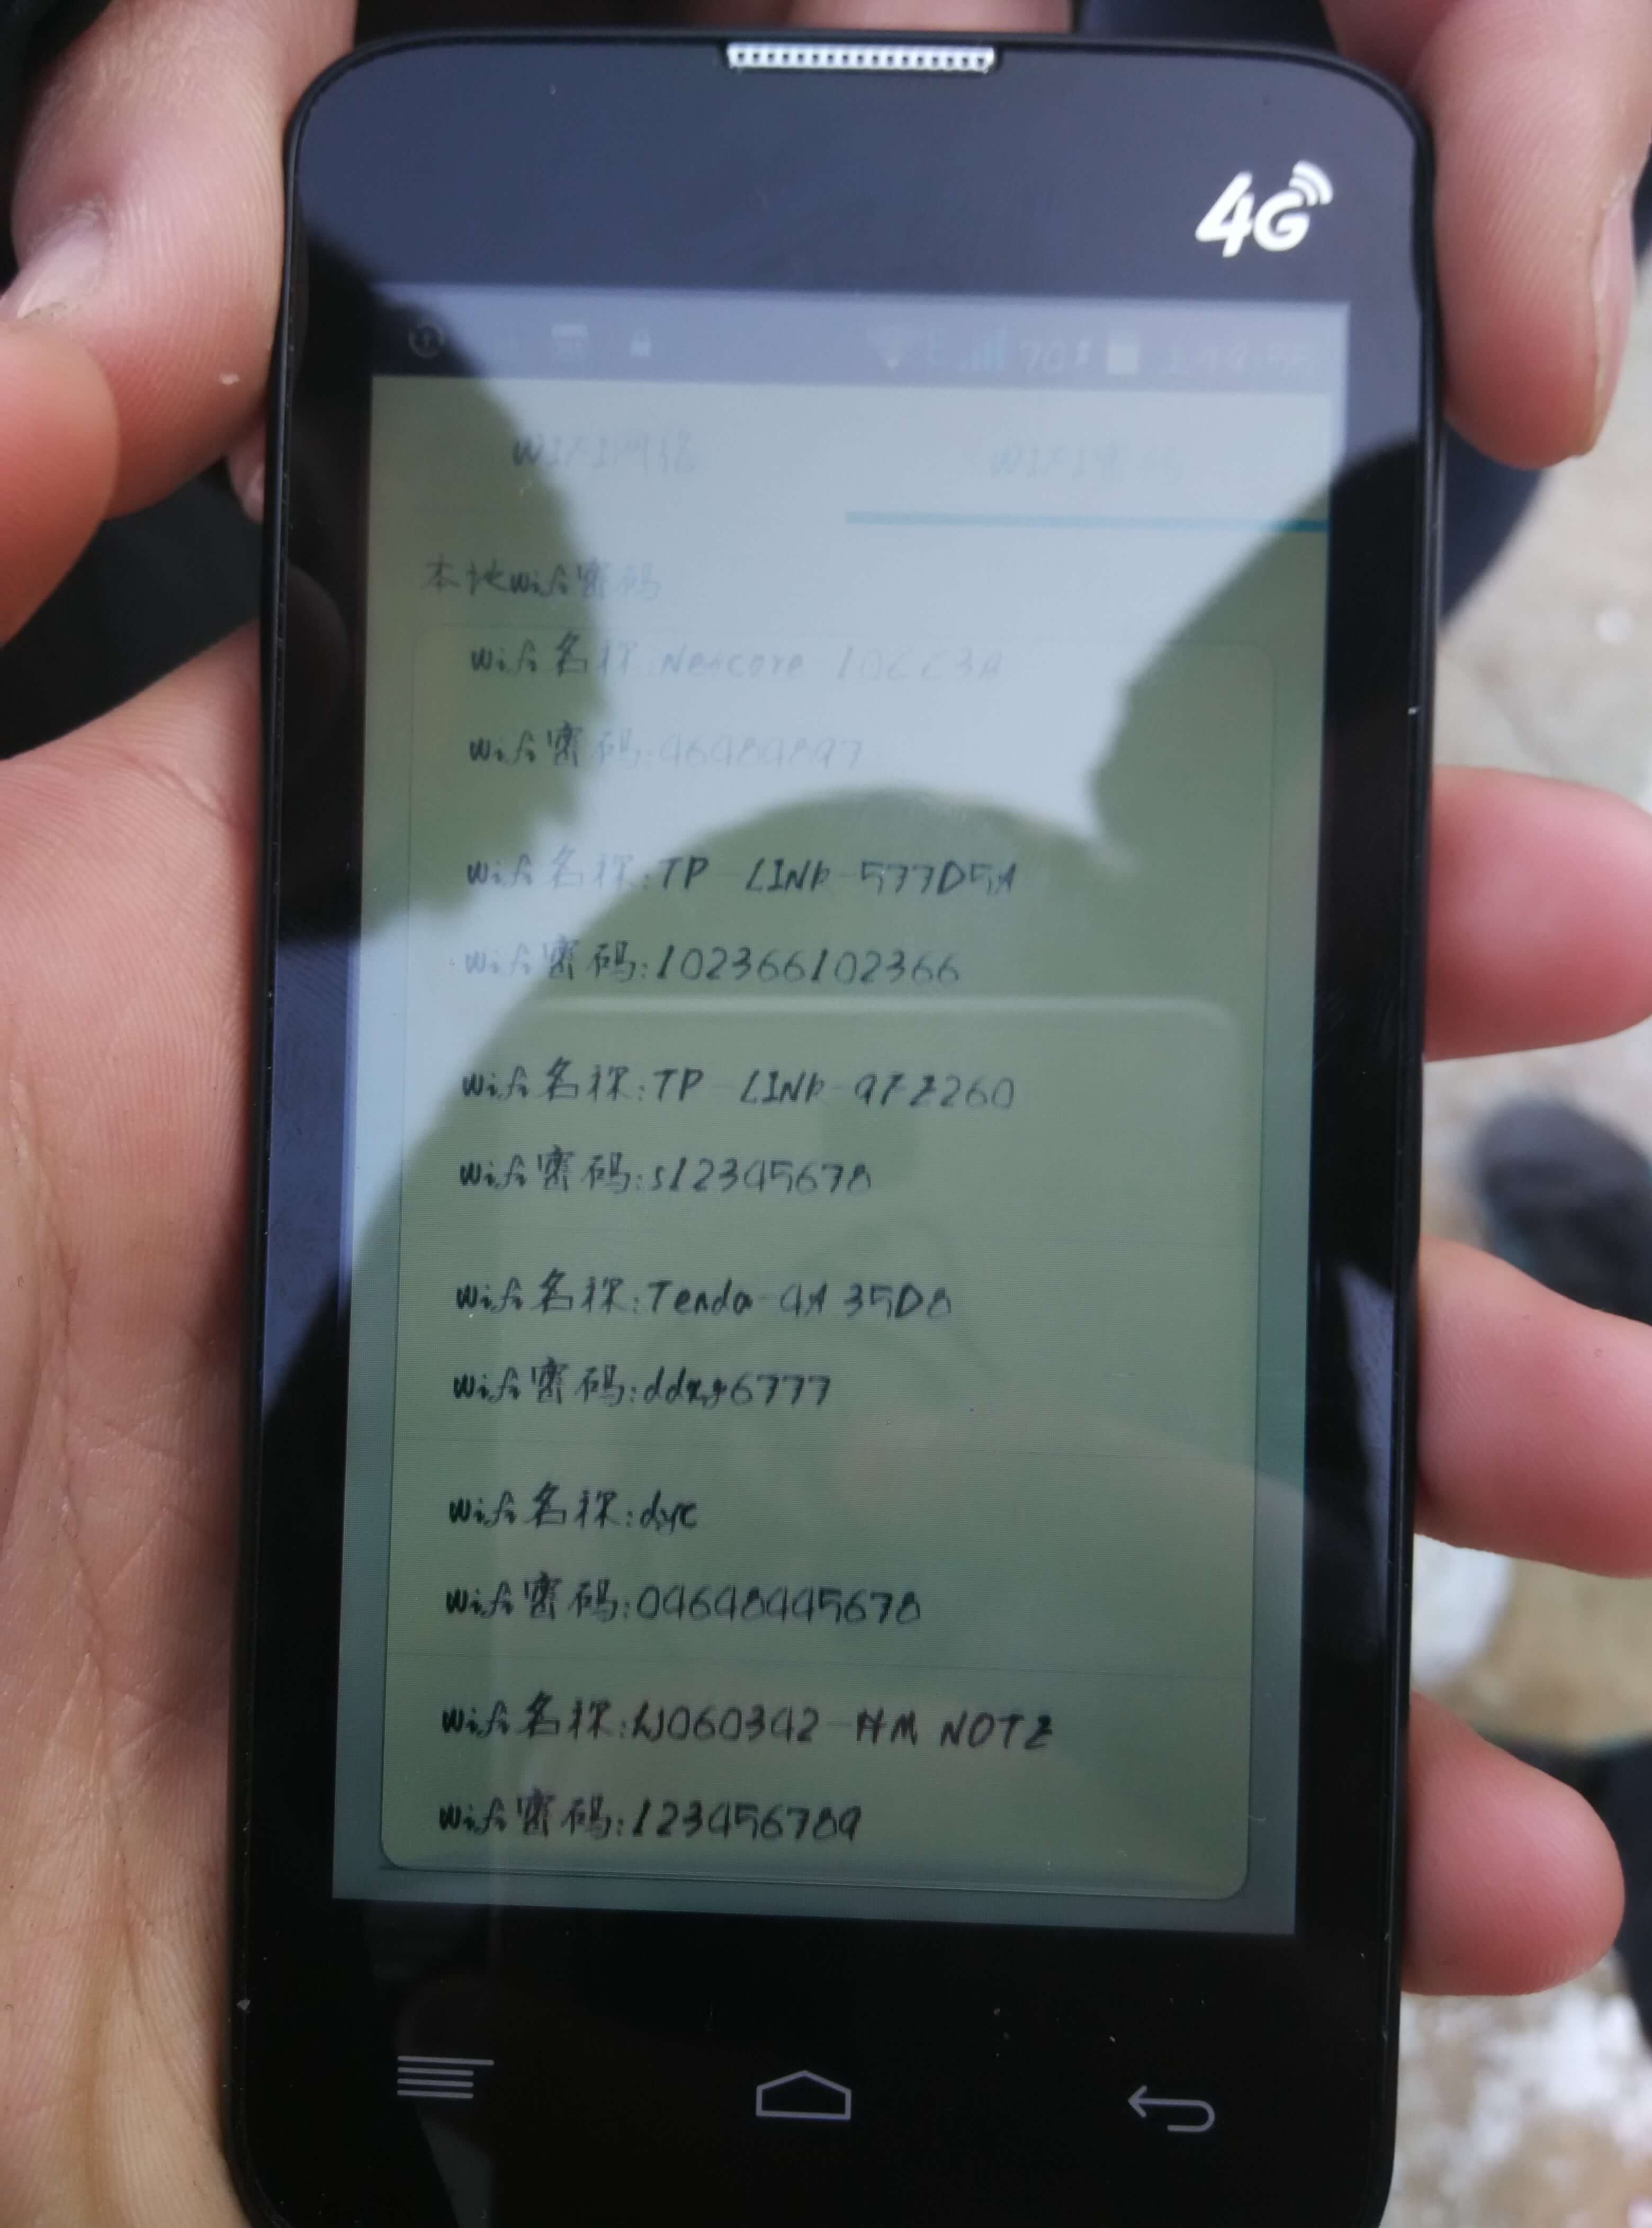 4G
70%
WIFI网络 WIFI密码
本地wifi密码
wifi名称:Netcore
wifi密码:
wifi名称:TP-LINK-577D5A
wifi密码:102366102366
wifi名称:TP-LINK-9FE260
wifi密码:s12345678
wifi名称:Tenda-4A35D8
wifi密码:ddxg6777
wifi名称:dyc
wifi密码:04648445678
wifi名称:WJ060342-HM NOTE
wifi密码:123456789